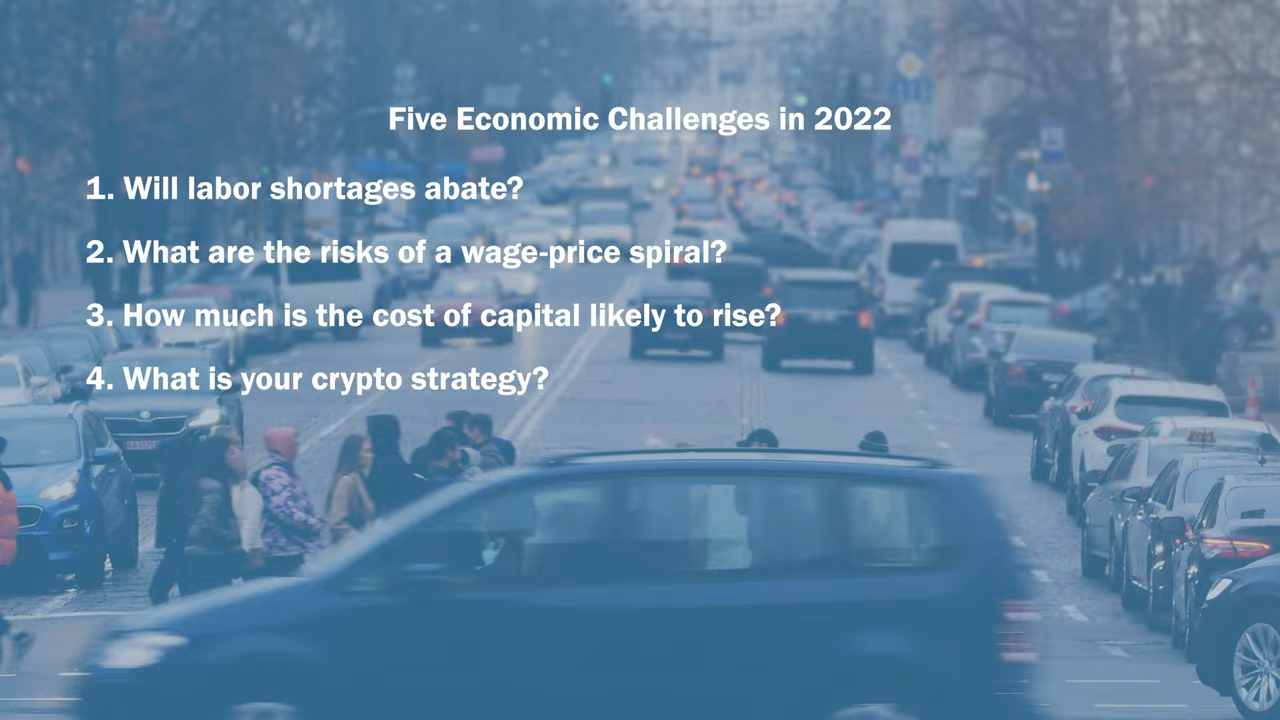 Five Economic Challenges in 2022
1. Will labor shortages abate?
2. What are the risks of a wage-price spiral?
3. How much is the cost of capital likely to rise?
4. What is your crypto strategy?